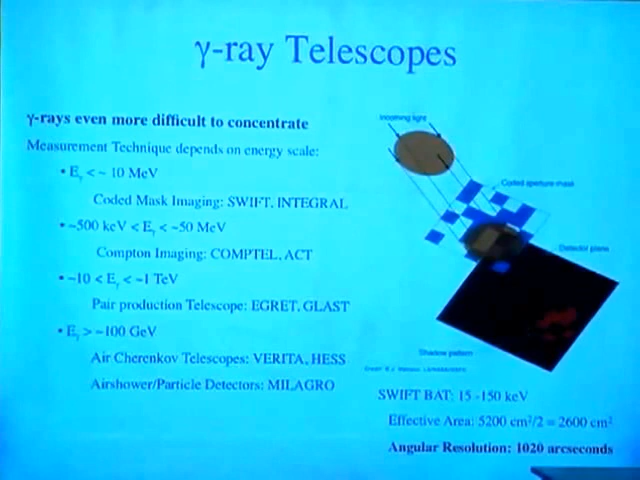 γ-ray Telescopes
γ-rays even more difficult to concentrate
Measurement Technique depends on energy scale:
• Eγ < ~ 10 MeV
Coded Mask Imaging: SWIFT, INTEGRAL
• ~500 keV < Eγ < ~50 MeV
Compton Imaging: COMPTEL, ACT
• ~10 < Eγ < ~1 TeV
Pair production Telescope: EGRET, GLAST
• Eγ > ~100 GeV
Air Cherenkov Telescopes: VERITA, HESS
Airshower/Particle Detectors: MILAGRO
Incoming light
Coded aperture mask
Detector plane
Shadow pattern
Credit
SWIFT BAT: 15 -150 keV
Effective Area: 5200 cm²/2 = 2600 cm²
Angular Resolution: 1020 arcseconds